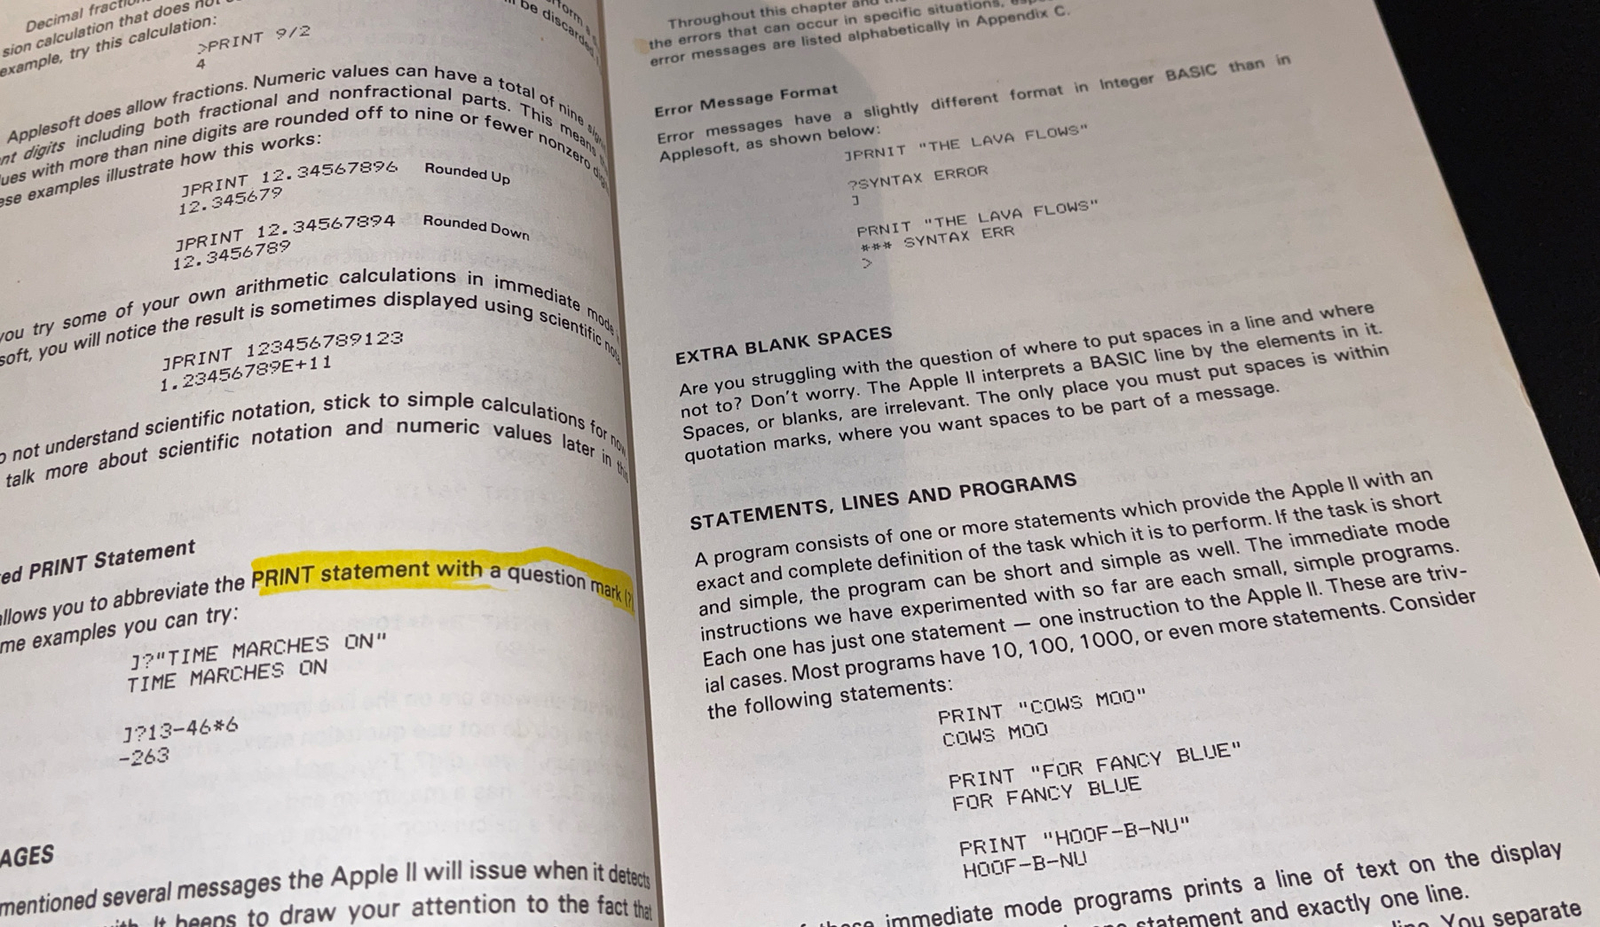 Decimal
sion calculation that does
example, try this calculation:
>PRINT 9/2
4
Applesoft does allow fractions. Numeric values can have a total of nine
digits including both fractional and nonfractional parts. This means
with more than nine digits are rounded off to nine or fewer nonzero
examples illustrate how this works:
]PRINT 12.34567896 Rounded Up
12.345679
]PRINT 12.34567894 Rounded Down
12.3456789
you try some of your own arithmetic calculations in immediate
soft, you will notice the result is sometimes displayed using scientific
]PRINT 123456789123
1.23456789E+11
not understand scientific notation, stick to simple calculations for now
talk more about scientific notation and numeric values later in
ed PRINT Statement
allows you to abbreviate the PRINT statement with a question mark (?)
me examples you can try:
]?"TIME MARCHES ON"
TIME MARCHES ON
]?13-46*6
-263
AGES
mentioned several messages the Apple II will issue when it detects
It beeps to draw your attention to the fact that
Throughout this chapter and
the errors that can occur in specific situations,
error messages are listed alphabetically in Appendix C.
Error Message Format
Error messages have a slightly different format in Integer BASIC than in
Applesoft, as shown below:
]PRNIT "THE LAVA FLOWS"
?SYNTAX ERROR
]
PRNIT "THE LAVA FLOWS"
*** SYNTAX ERR
>
EXTRA BLANK SPACES
Are you struggling with the question of where to put spaces in a line and where
not to? Don't worry. The Apple II interprets a BASIC line by the elements in it.
Spaces, or blanks, are irrelevant. The only place you must put spaces is within
quotation marks, where you want spaces to be part of a message.
STATEMENTS, LINES AND PROGRAMS
A program consists of one or more statements which provide the Apple II with an
exact and complete definition of the task which it is to perform. If the task is short
and simple, the program can be short and simple as well. The immediate mode
instructions we have experimented with so far are each small, simple programs.
Each one has just one statement — one instruction to the Apple II. These are triv-
ial cases. Most programs have 10, 100, 1000, or even more statements. Consider
the following statements:
PRINT "COWS MOO"
COWS MOO
PRINT "FOR FANCY BLUE"
FOR FANCY BLUE
PRINT "HOOF-B-NU"
HOOF-B-NU
immediate mode programs prints a line of text on the display
statement and exactly one line.
You separate